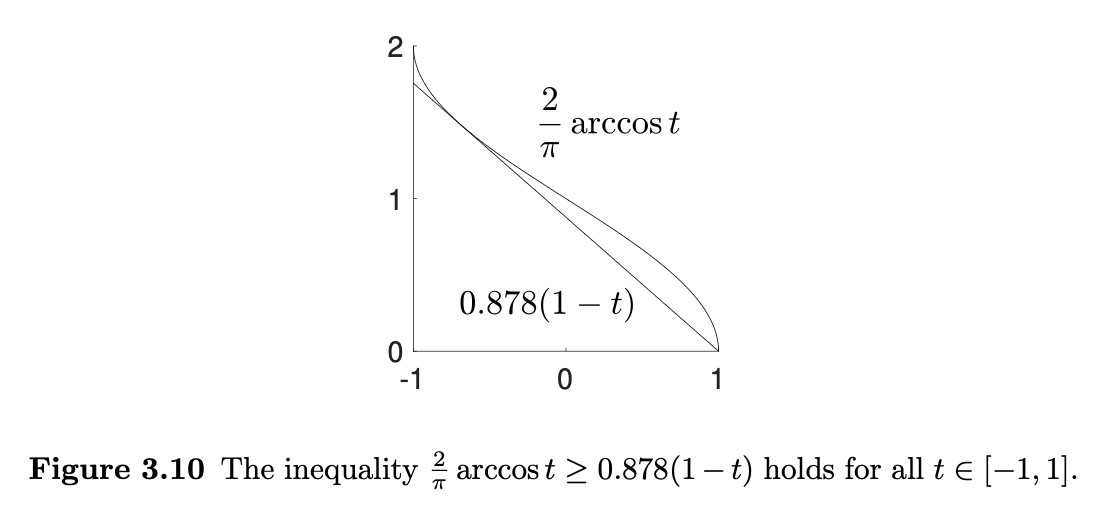 2
$\frac{2}{\pi} \arccos t$
1
0.878(1 − t)
0
-1 0 1
Figure 3.10 The inequality $\frac{2}{\pi} \arccos t \geq 0.878(1 - t)$ holds for all $t \in [-1, 1]$.